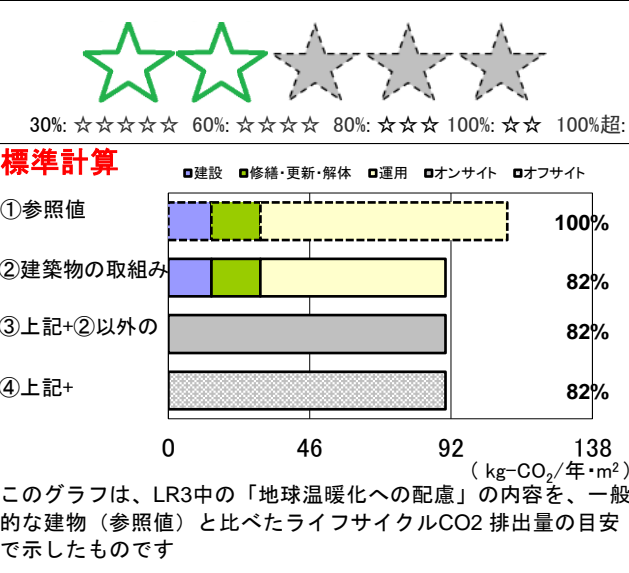 30%: ☆☆☆☆☆ 60%: ☆☆☆☆ 80%: ☆☆☆ 100%: ☆☆ 100%超:
標準計算
■建設 ■修繕・更新・解体 □運用 ■オンサイト □オフサイト
①参照値 100%
②建築物の取組み 82%
③上記+②以外の 82%
④上記+ 82%
0 46 92 138
( kg-CO₂/年・m²)
このグラフは、LR3中の「地球温暖化への配慮」の内容を、一般
的な建物（参照値）と比べたライフサイクルCO2 排出量の目安
で示したものです